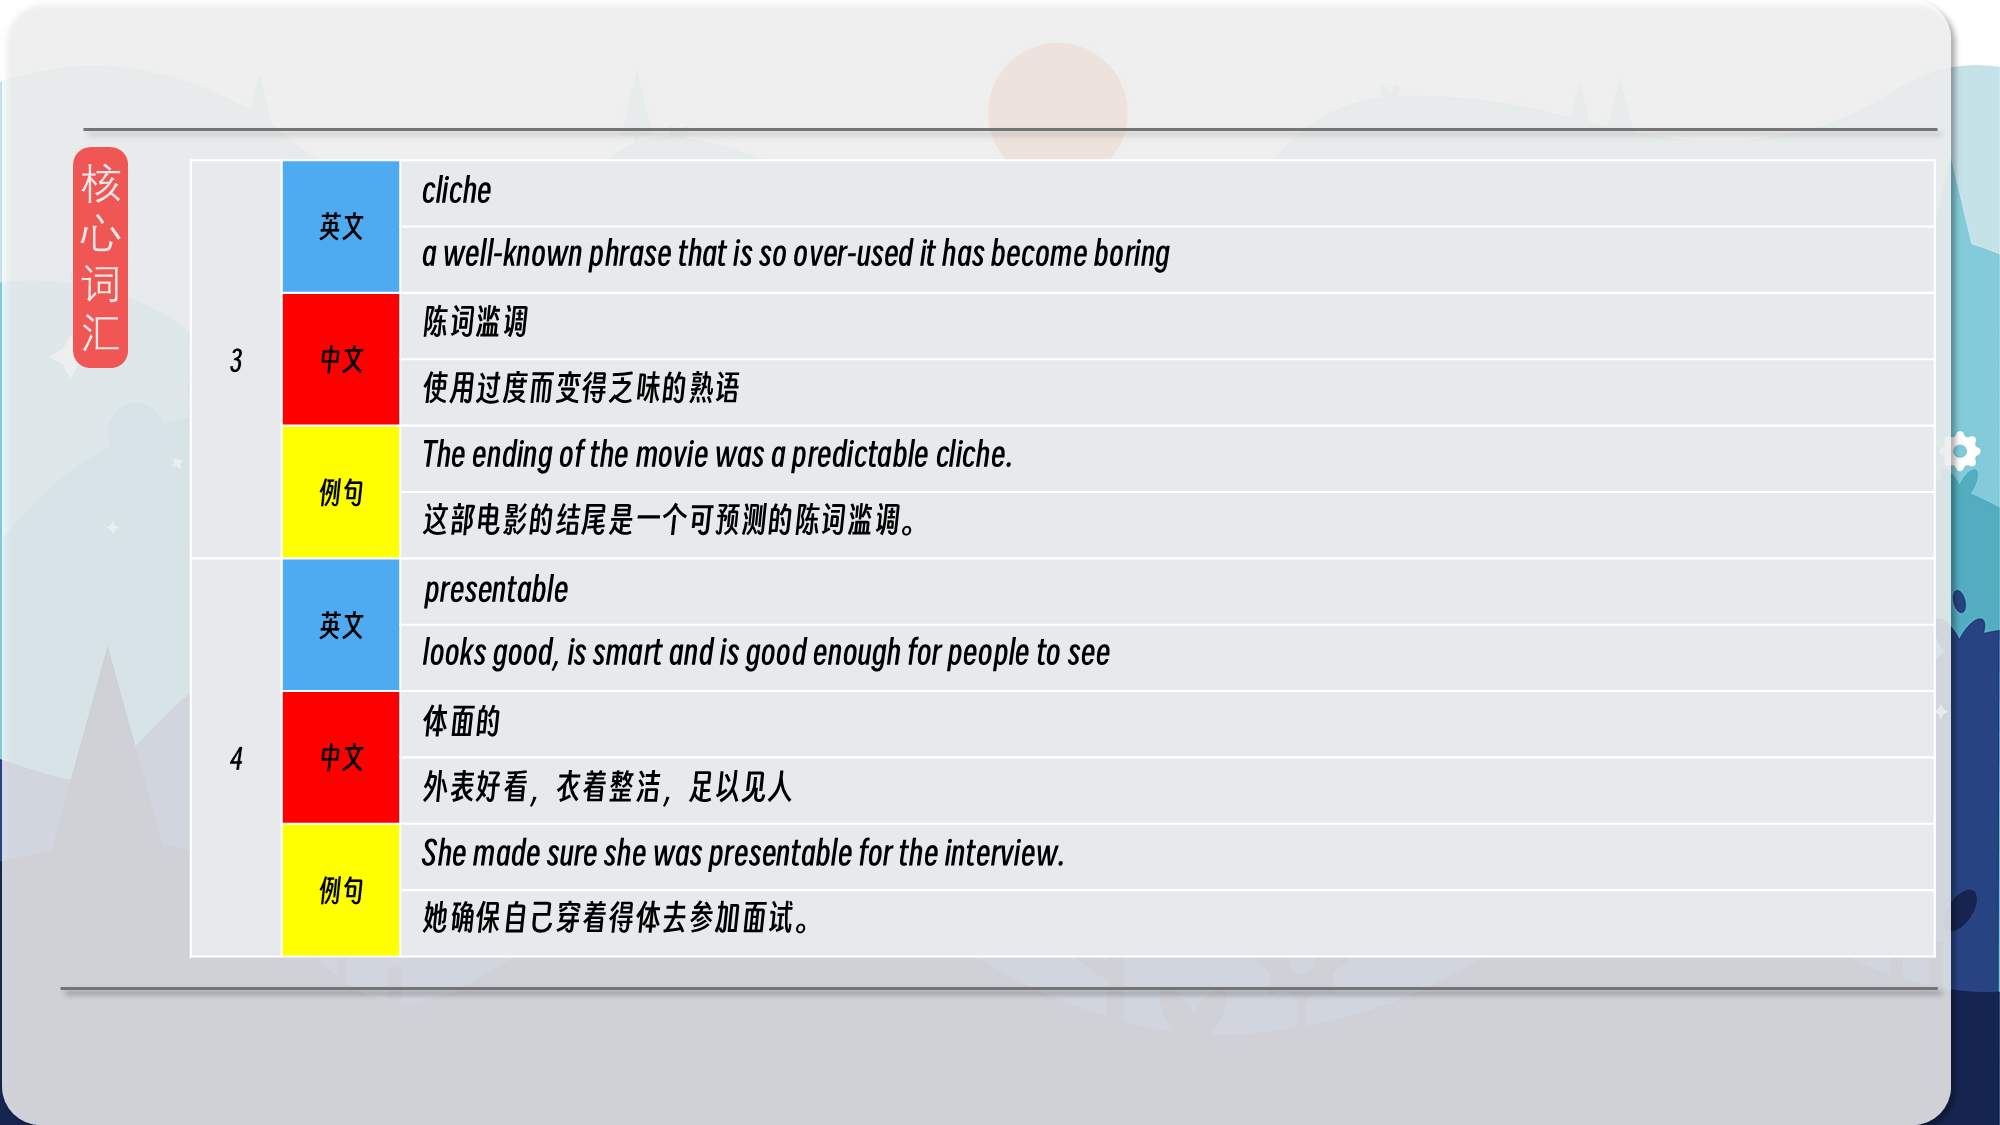 核心词汇
3
英文
cliche
a well-known phrase that is so over-used it has become boring
中文
陈词滥调
使用过度而变得乏味的熟语
例句
The ending of the movie was a predictable cliche.
这部电影的结尾是一个可预测的陈词滥调。
4
英文
presentable
looks good, is smart and is good enough for people to see
中文
体面的
外表好看，衣着整洁，足以见人
例句
She made sure she was presentable for the interview.
她确保自己穿着得体去参加面试。